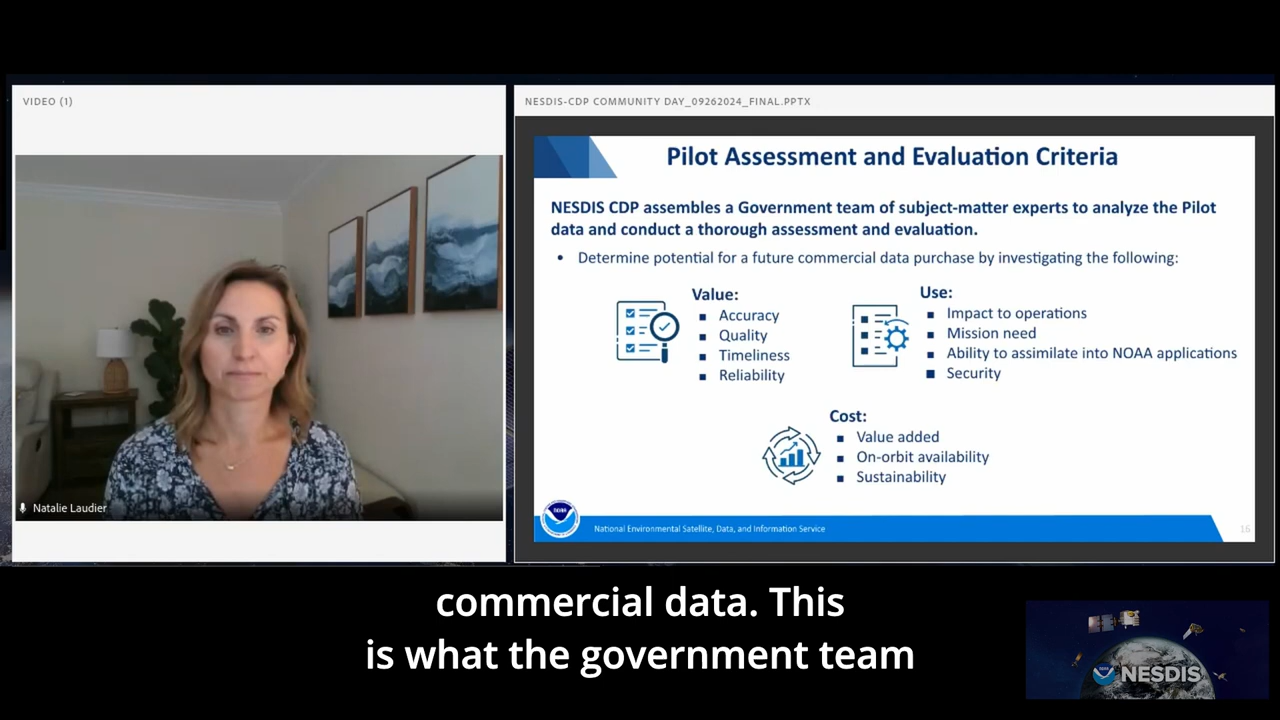 VIDEO (1)
Natalie Laudier
NESDIS-CDP COMMUNITY DAY_09262024_FINAL.PPTX
Pilot Assessment and Evaluation Criteria
NESDIS CDP assembles a Government team of subject-matter experts to analyze the Pilot
data and conduct a thorough assessment and evaluation.
• Determine potential for a future commercial data purchase by investigating the following:
Value:
▪ Accuracy
▪ Quality
▪ Timeliness
▪ Reliability
Use:
▪ Impact to operations
▪ Mission need
▪ Ability to assimilate into NOAA applications
▪ Security
Cost:
▪ Value added
▪ On-orbit availability
▪ Sustainability
NOAA
National Environmental Satellite, Data, and Information Service
16
commercial data. This
is what the government team
NESDIS